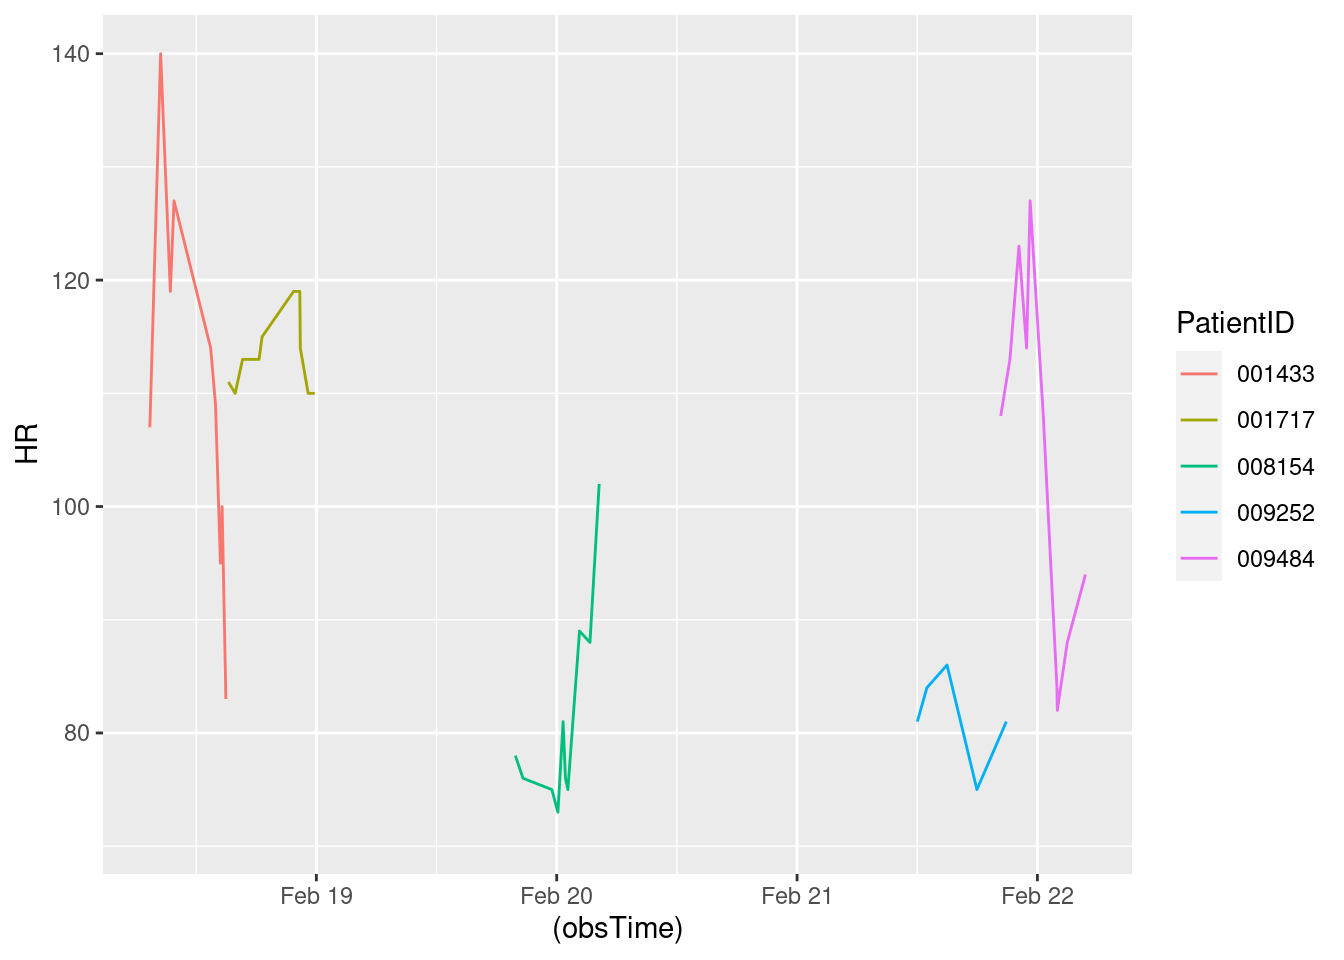 140
120
100
80
HR
Feb 19
Feb 20
Feb 21
Feb 22
(obsTime)
PatientID
001433
001717
008154
009252
009484